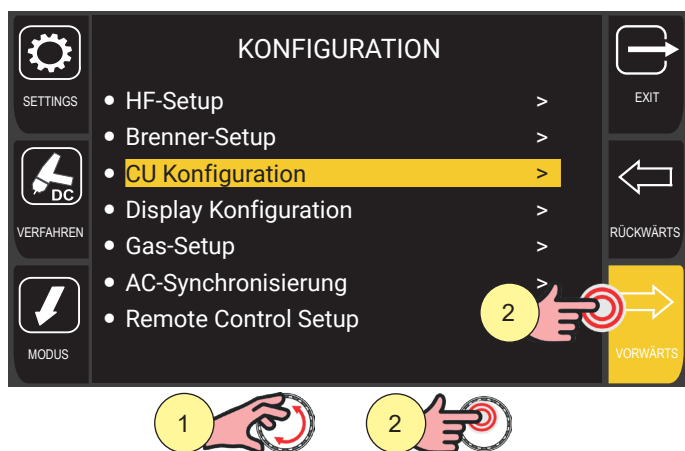 KONFIGURATION
SETTINGS
EXIT
HF-Setup >
Brenner-Setup >
CU Konfiguration >
DC
VERFAHREN
RÜCKWÄRTS
Display Konfiguration >
Gas-Setup >
AC-Synchronisierung >
Remote Control Setup
2
MODUS
VORWÄRTS
1
2